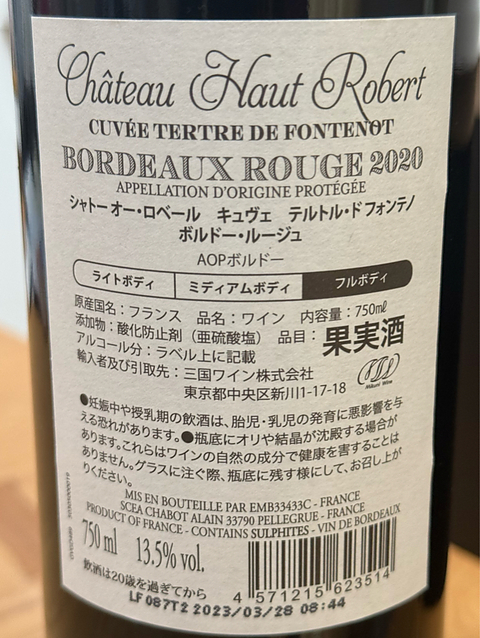 Château Haut Robert
CUVÉE TERTRE DE FONTENOT
BORDEAUX ROUGE 2020
APPELLATION D'ORIGINE PROTÉGÉE
シャトー オー・ロベール キュヴェ テルトル・ド フォンテノ
ボルドー・ルージュ
AOPボルドー
ライトボディ ミディアムボディ フルボディ
原産国名：フランス 品名：ワイン 内容量：750㎖
添加物：酸化防止剤（亜硫酸塩） 品目：果実酒
アルコール分：ラベル上に記載
輸入者及び引取先：三国ワイン株式会社
東京都中央区新川1-17-18
Mikuni Wine
●妊娠中や授乳期の飲酒は、胎児・乳児の発育に悪影響を与
える恐れがあります。●瓶底にオリや結晶が沈殿する場合が
あります。これらはワインの自然の成分で健康を害することは
ありません。グラスに注ぐ際、瓶底に残す様にして、お召し上が
りください。
MIS EN BOUTEILLE PAR EMB33433C - FRANCE
SCEA CHABOT ALAIN 33790 PELLEGRUE - FRANCE
PRODUCT OF FRANCE - CONTAINS SULPHITES - VIN DE BORDEAUX
750 ml 13.5% vol.
飲酒は20歳を過ぎてから
4 571215 623514
LF 087T2 2023/03/28 08:44